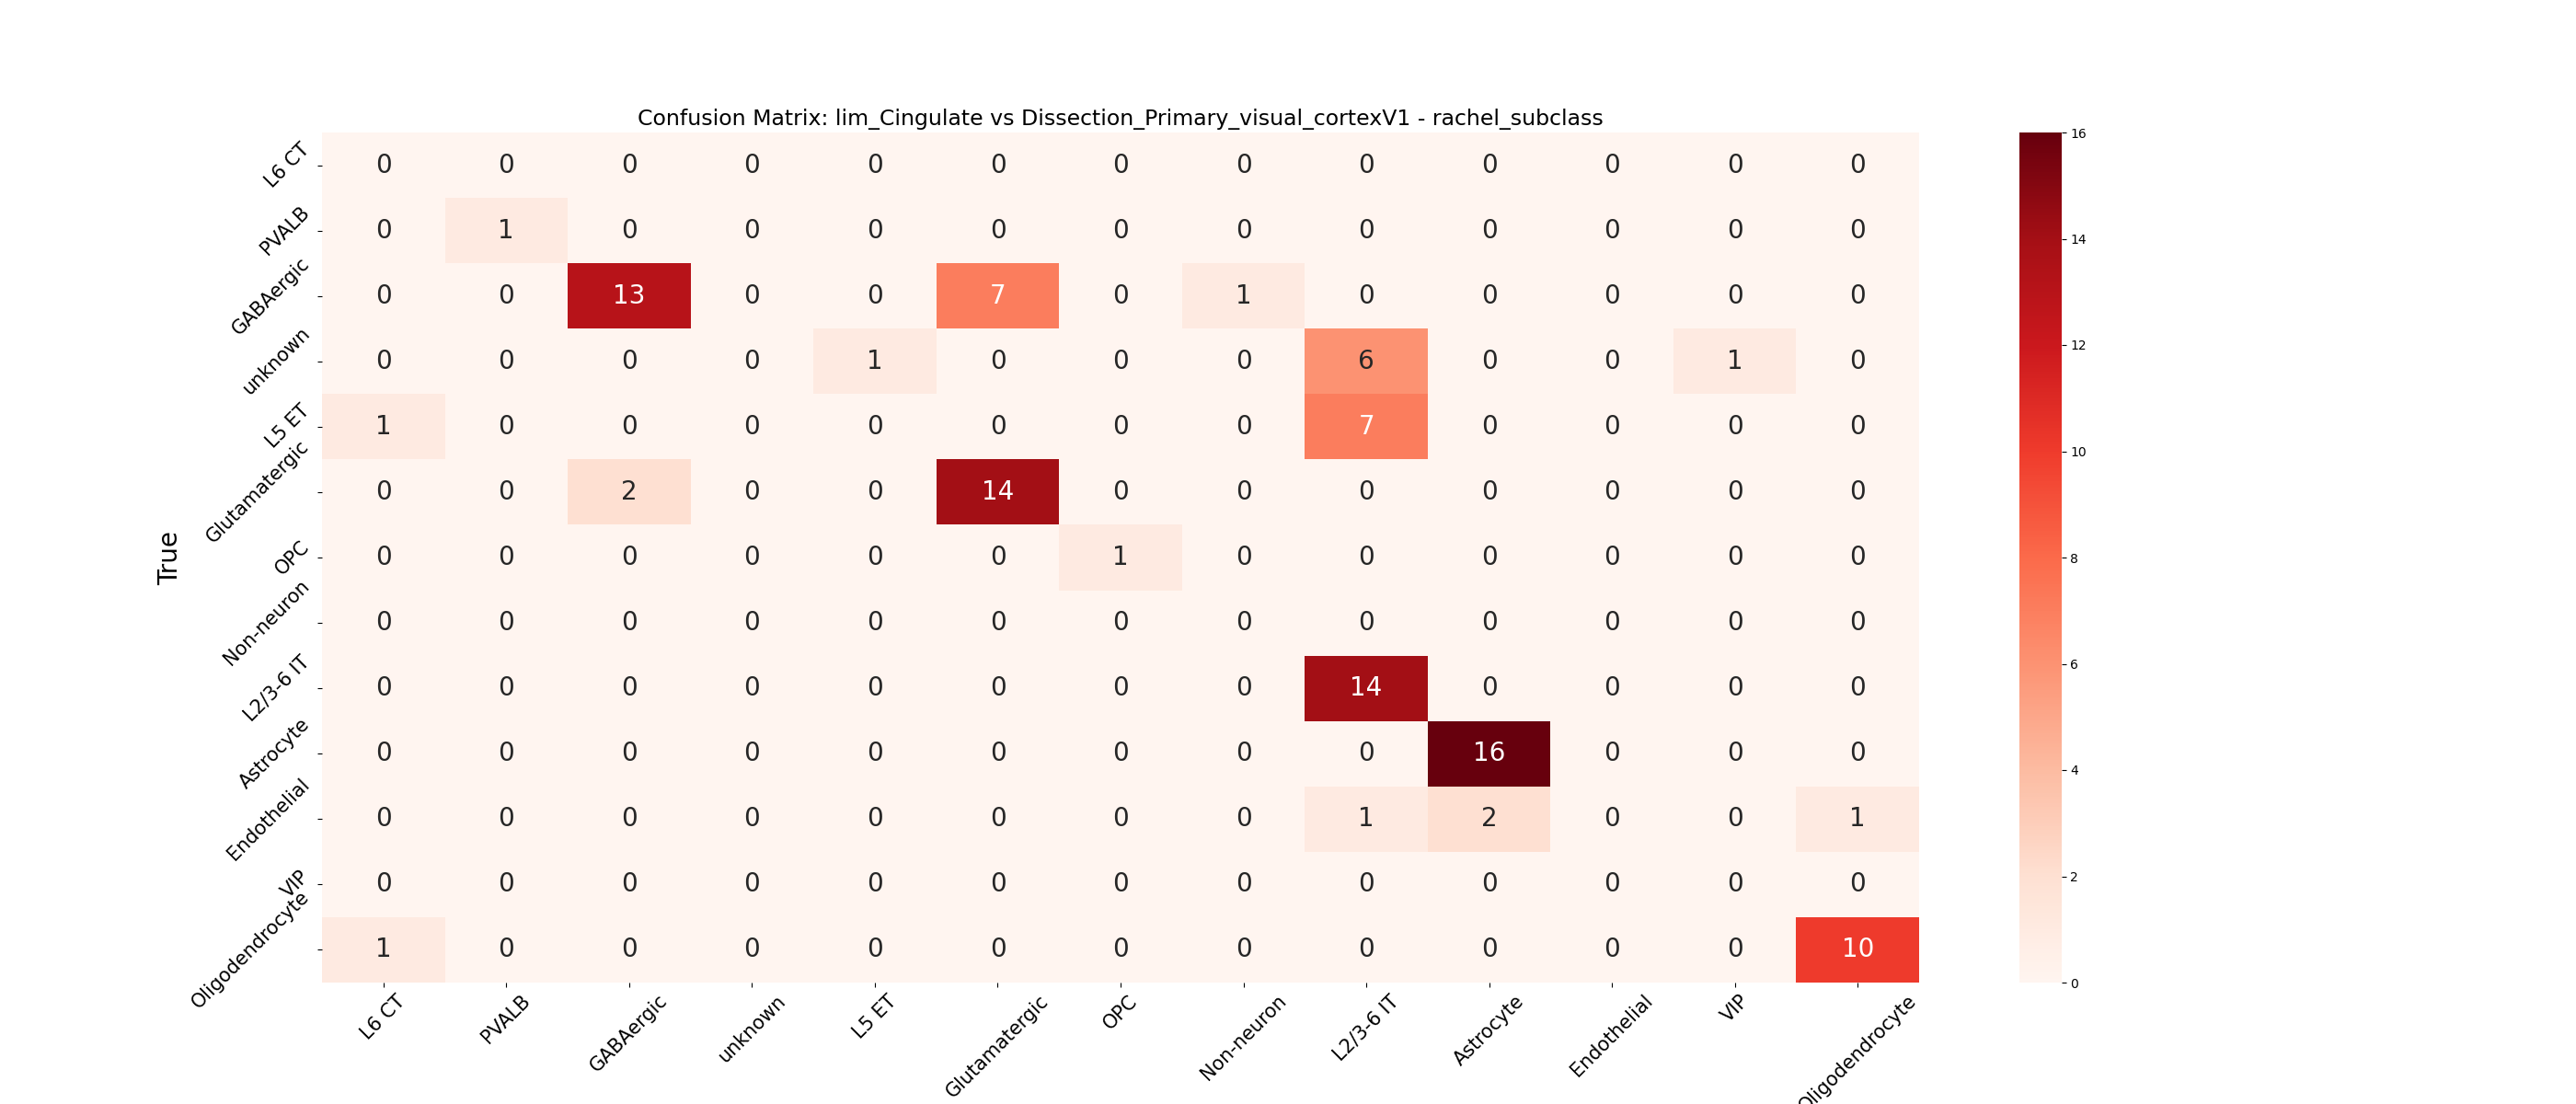 Confusion Matrix: lim_Cingulate vs Dissection_Primary_visual_cortexV1 - rachel_subclass
True
L6 CT 0 0 0 0 0 0 0 0 0 0 0 0 0
PVALB 0 1 0 0 0 0 0 0 0 0 0 0 0
GABAergic 0 0 13 0 0 7 0 1 0 0 0 0 0
unknown 0 0 0 0 1 0 0 0 6 0 0 1 0
L5 ET 1 0 0 0 0 0 0 0 7 0 0 0 0
Glutamatergic 0 0 2 0 0 14 0 0 0 0 0 0 0
OPC 0 0 0 0 0 0 1 0 0 0 0 0 0
Non-neuron 0 0 0 0 0 0 0 0 0 0 0 0 0
L2/3-6 IT 0 0 0 0 0 0 0 0 14 0 0 0 0
Astrocyte 0 0 0 0 0 0 0 0 0 16 0 0 0
Endothelial 0 0 0 0 0 0 0 0 1 2 0 0 1
VIP 0 0 0 0 0 0 0 0 0 0 0 0 0
Oligodendrocyte 1 0 0 0 0 0 0 0 0 0 0 0 10
L6 CT PVALB GABAergic unknown L5 ET Glutamatergic OPC Non-neuron L2/3-6 IT Astrocyte Endothelial VIP Oligodendrocyte
16
14
12
10
8
6
4
2
0